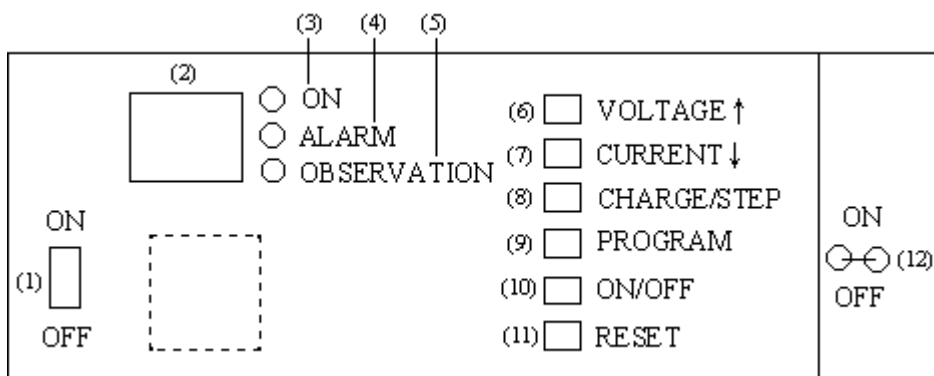 (3) (4) (5)
(2)
ON
ALARM
OBSERVATION
(6) VOLTAGE ↑
(7) CURRENT ↓
(8) CHARGE/STEP
(9) PROGRAM
(10) ON/OFF
(11) RESET
ON
(1)
OFF
ON
(12)
OFF